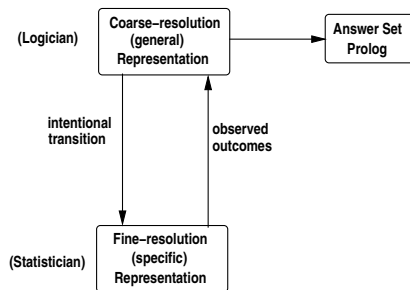 (Logician)
Coarse-resolution
(general)
Representation
Answer Set
Prolog
intentional
transition
observed
outcomes
(Statistician)
Fine-resolution
(specific)
Representation